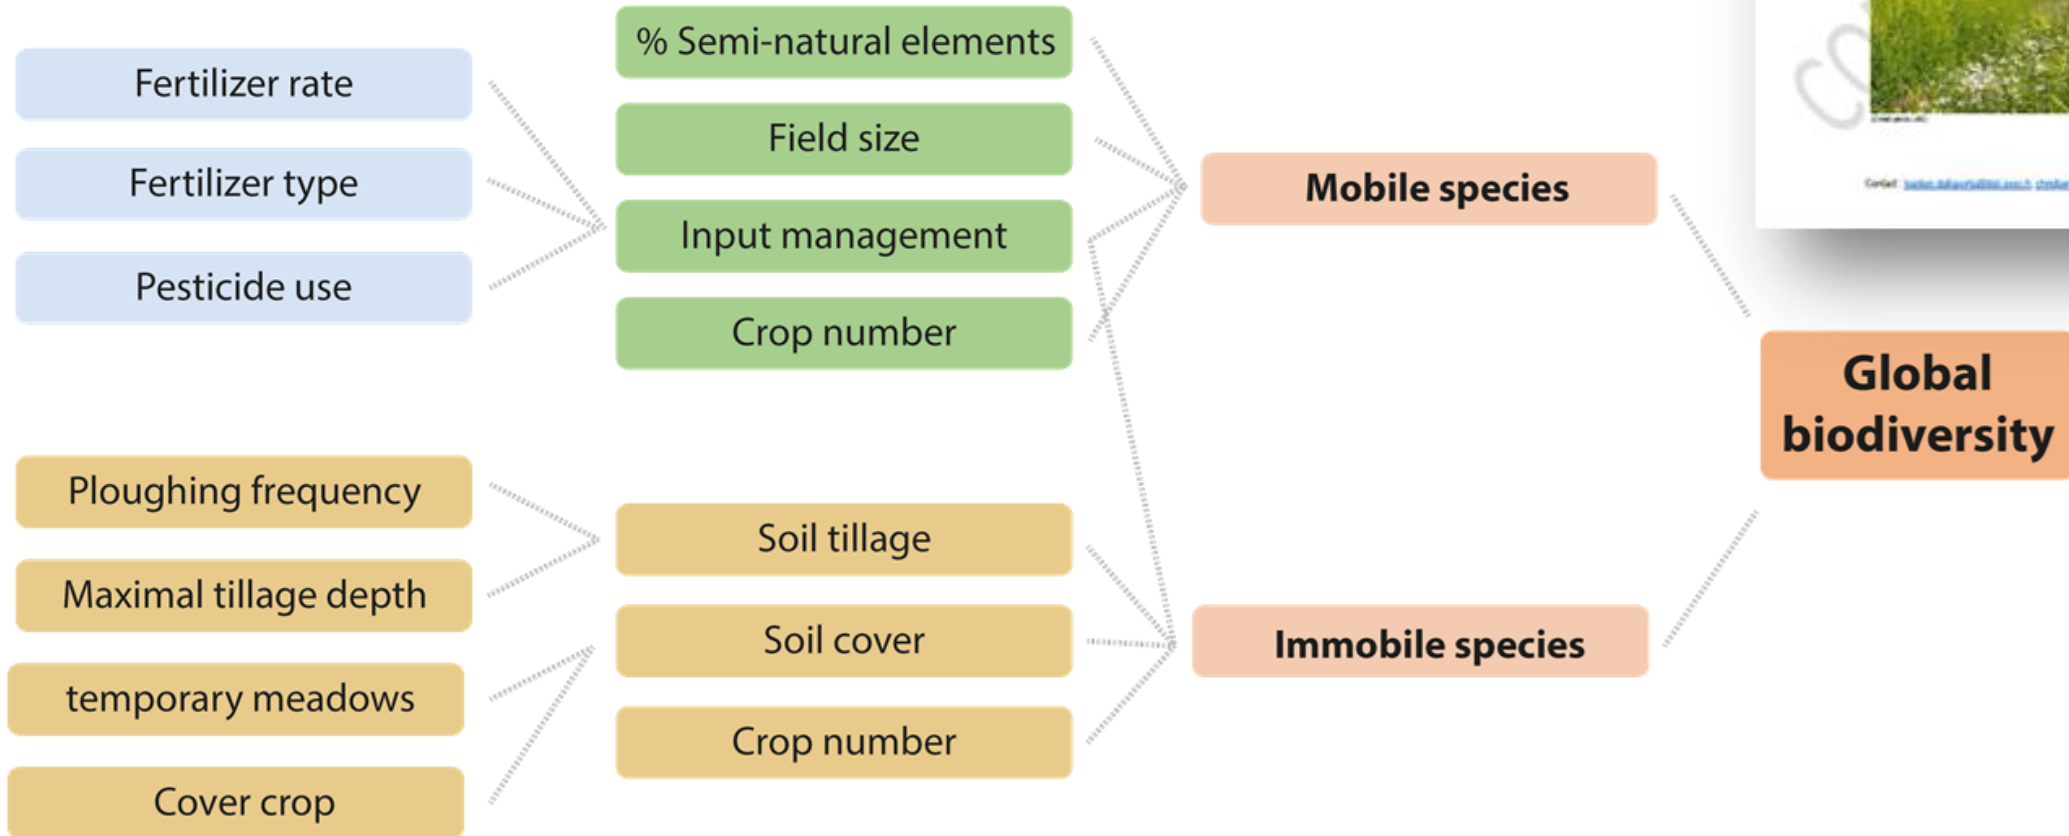 % Semi-natural elements
Fertilizer rate
Field size
Fertilizer type
Mobile species
Input management
Pesticide use
Crop number
Global
biodiversity
Ploughing frequency
Soil tillage
Maximal tillage depth
Soil cover
Immobile species
temporary meadows
Crop number
Cover crop